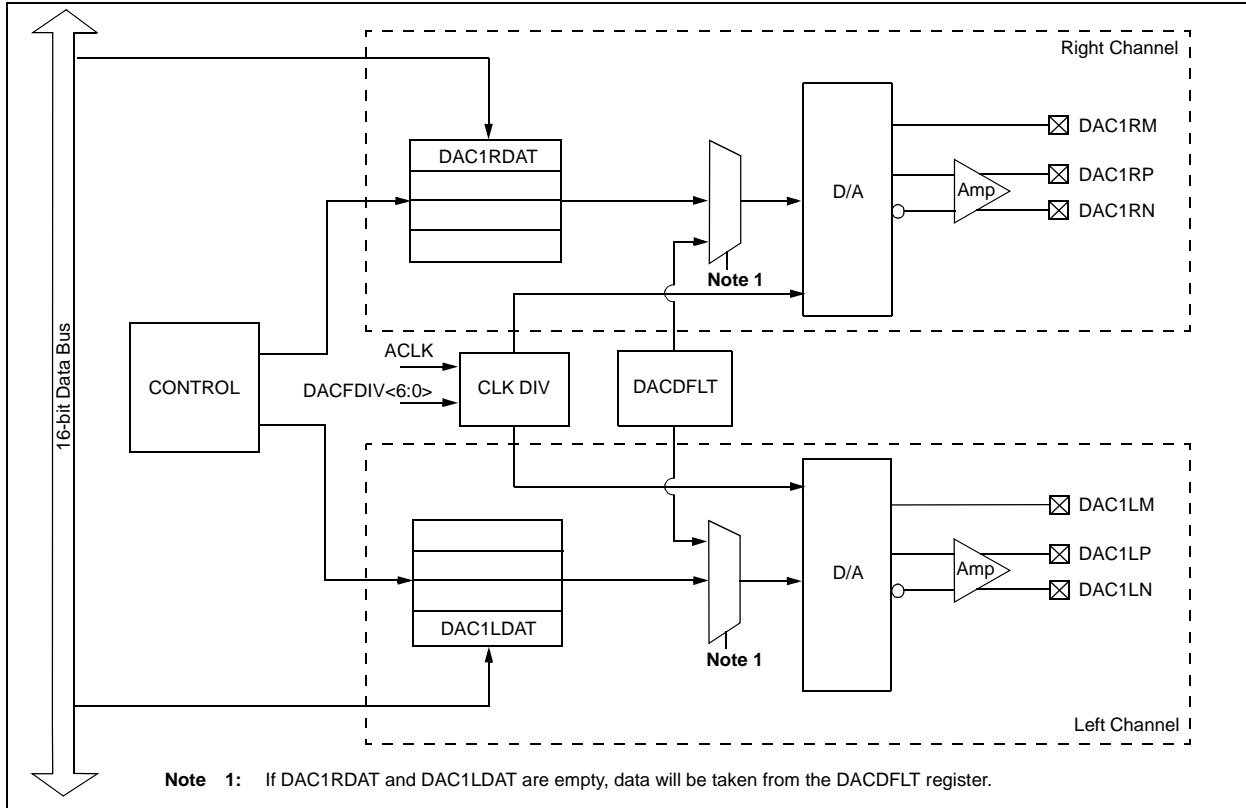 Right Channel
DAC1RM
DAC1RDAT
DAC1RP
D/A
Amp
DAC1RN
Note 1
16-bit Data Bus
ACLK
CONTROL
CLK DIV
DACDFLT
DACFDIV<6:0>
DAC1LM
DAC1LP
D/A
Amp
DAC1LN
DAC1LDAT
Note 1
Left Channel
Note 1: If DAC1RDAT and DAC1LDAT are empty, data will be taken from the DACDFLT register.